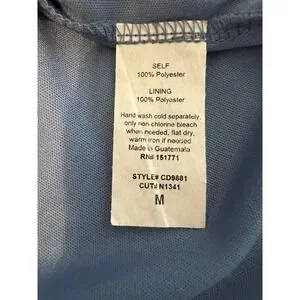 SELF
100% Polyester
LINING
100% Polyester
Hand wash cold separately,
only non chlorine bleach
when needed, flat dry,
warm iron if needed
Made in Guatemala
RN# 151771
STYLE# CD9881
CUT# N1341
M